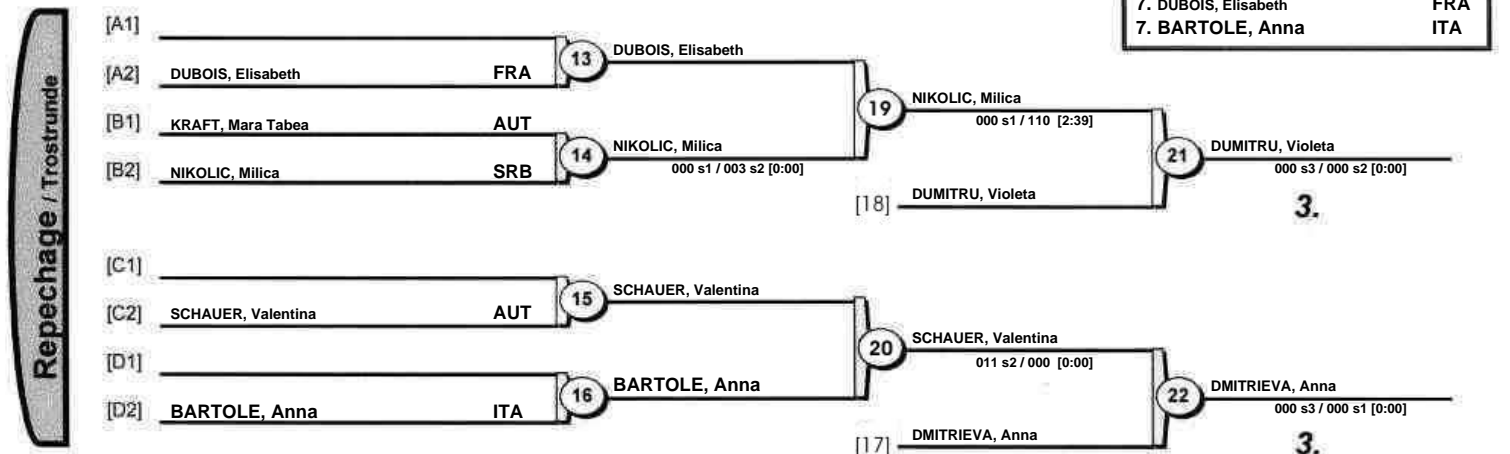 7. DUBOIS, Elisabeth FRA
7. BARTOLE, Anna ITA
Repechage / Trostrunde
[A1]
[A2] DUBOIS, Elisabeth FRA
13 DUBOIS, Elisabeth
[B1] KRAFT, Mara Tabea AUT
[B2] NIKOLIC, Milica SRB
14 NIKOLIC, Milica
000 s1 / 003 s2 [0:00]
19 NIKOLIC, Milica
000 s1 / 110 [2:39]
[18] DUMITRU, Violeta
21 DUMITRU, Violeta
000 s3 / 000 s2 [0:00]
3.
[C1]
[C2] SCHAUER, Valentina AUT
15 SCHAUER, Valentina
[D1]
[D2] BARTOLE, Anna ITA
16 BARTOLE, Anna
20 SCHAUER, Valentina
011 s2 / 000 [0:00]
[17] DMITRIEVA, Anna
22 DMITRIEVA, Anna
000 s3 / 000 s1 [0:00]
3.